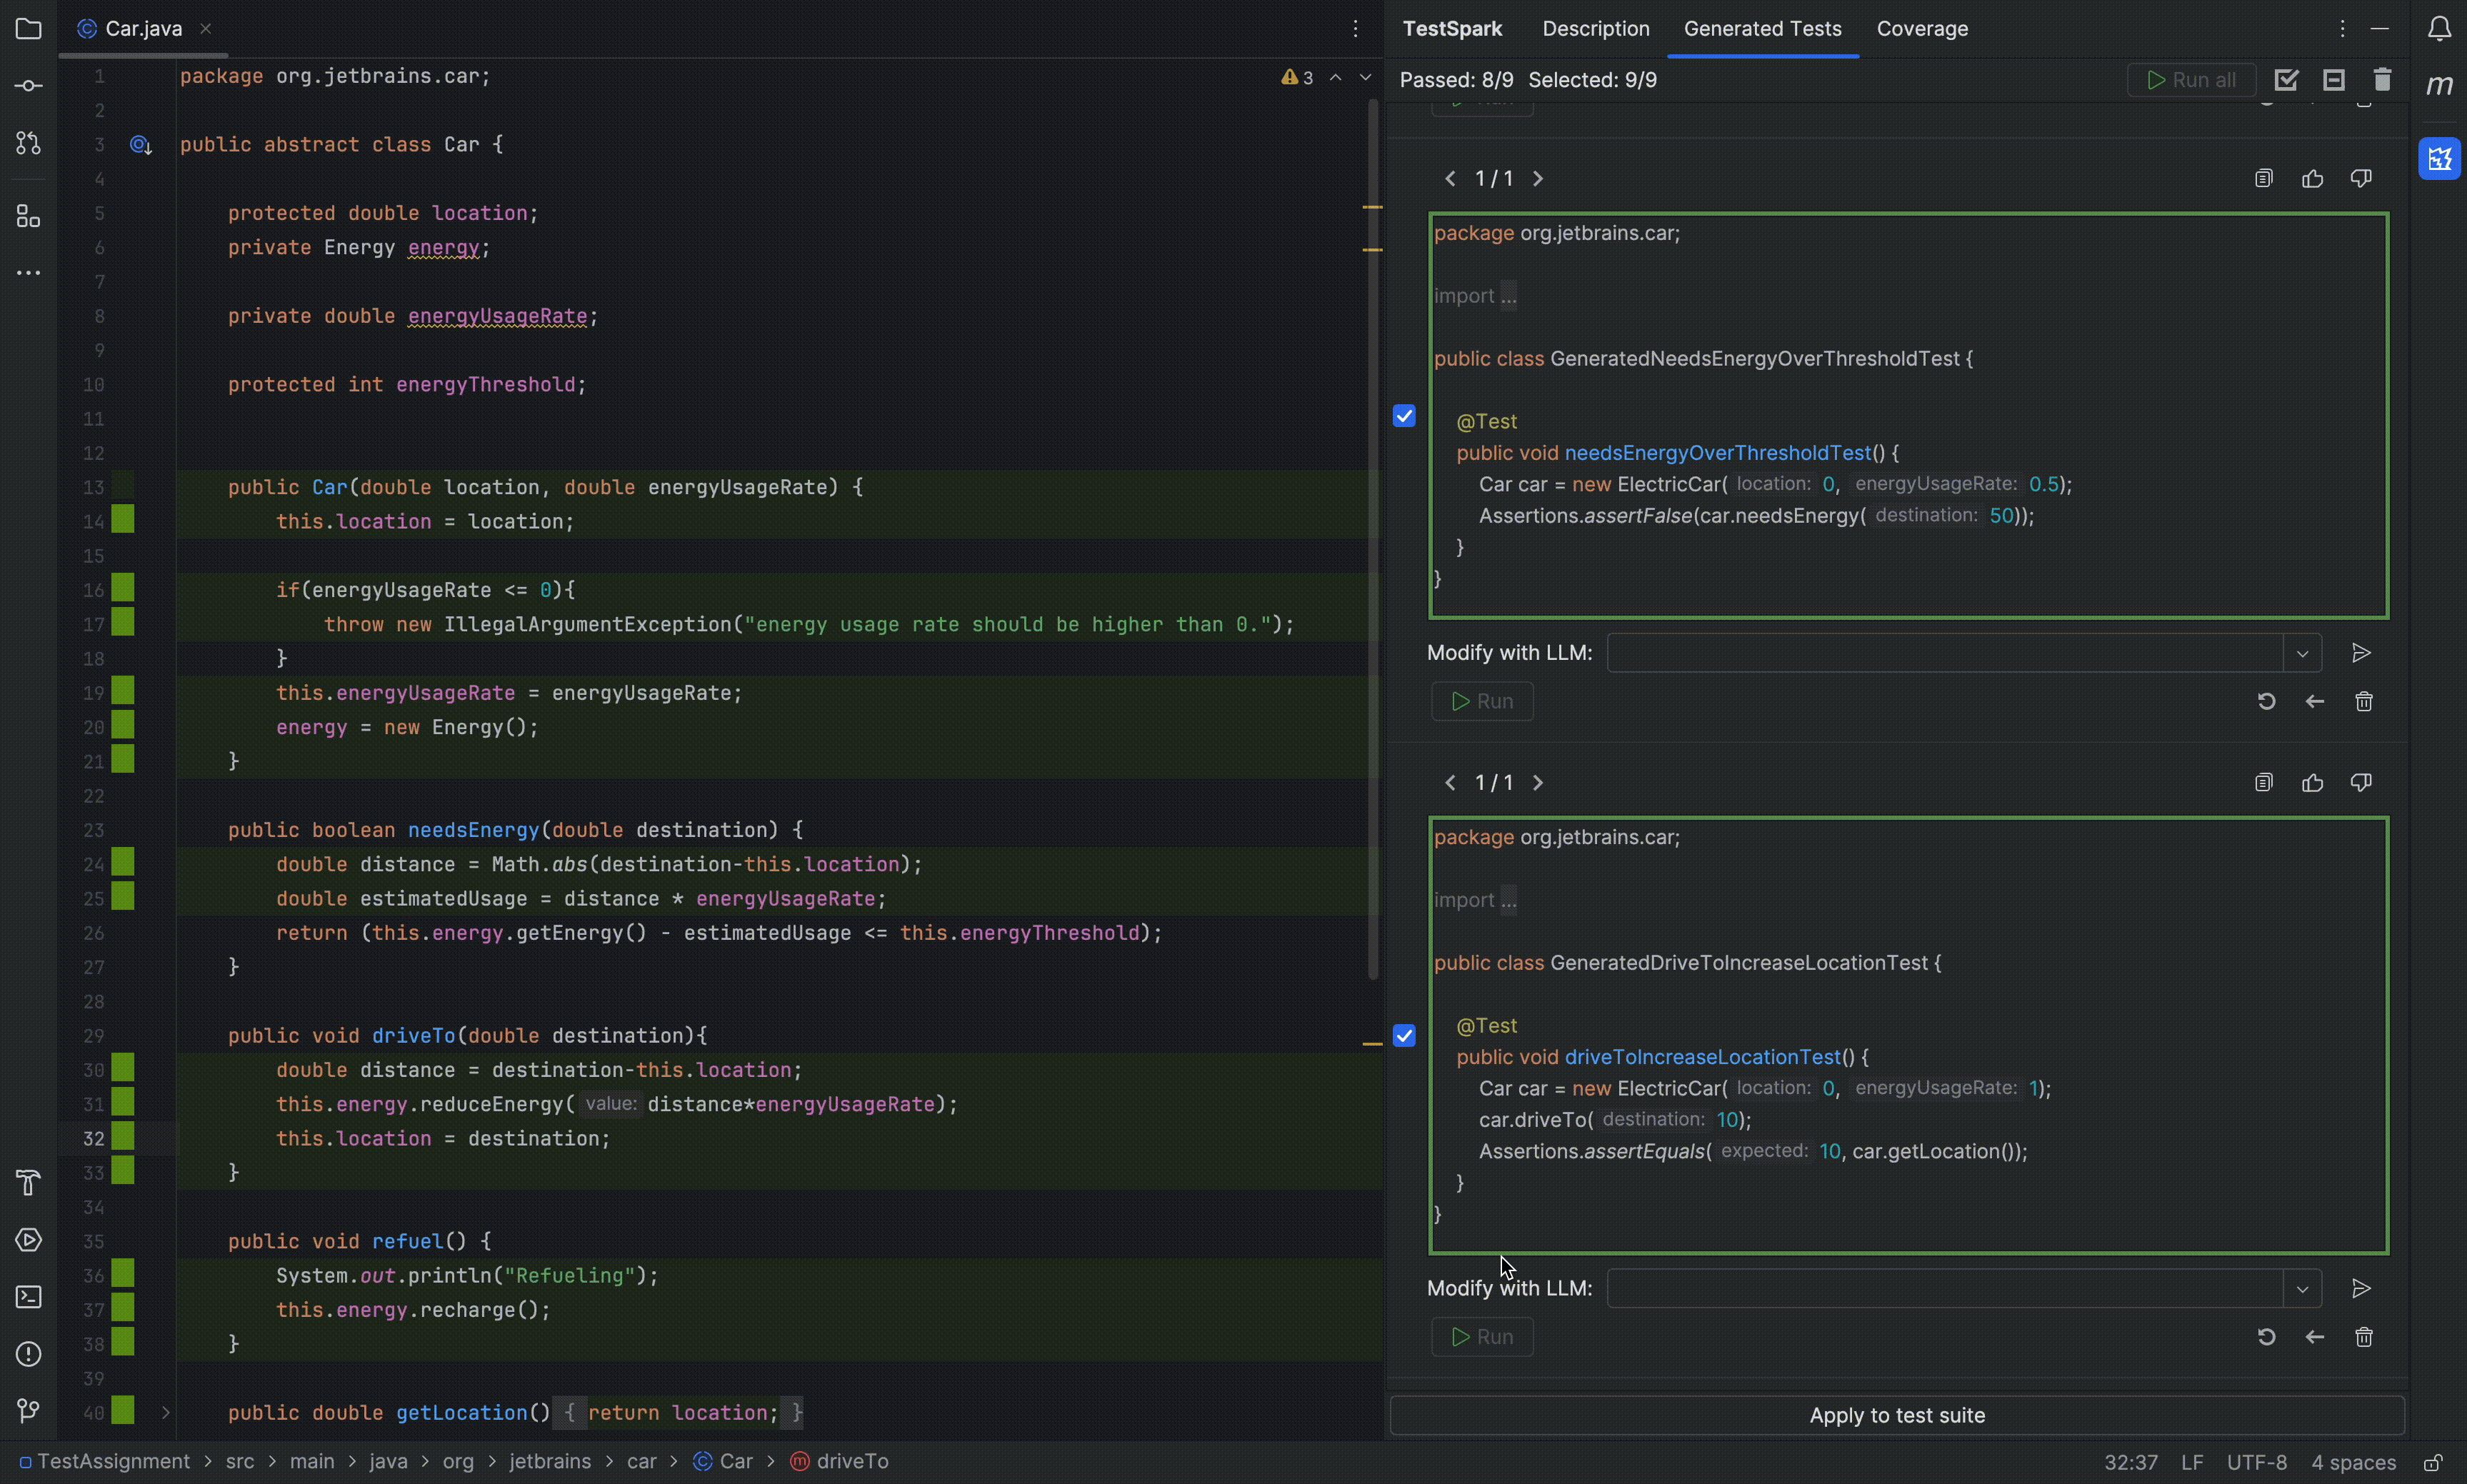 Car.java
1 package org.jetbrains.car;
3
2
3 public abstract class Car {
4
5 protected double location;
6 private Energy energy;
7
8 private double energyUsageRate;
9
10 protected int energyThreshold;
11
12
13 public Car(double location, double energyUsageRate) {
14 this.location = location;
15
16 if(energyUsageRate <= 0){
17 throw new IllegalArgumentException("energy usage rate should be higher than 0.");
18 }
19 this.energyUsageRate = energyUsageRate;
20 energy = new Energy();
21 }
22
23 public boolean needsEnergy(double destination) {
24 double distance = Math.abs(destination-this.location);
25 double estimatedUsage = distance * energyUsageRate;
26 return (this.energy.getEnergy() - estimatedUsage <= this.energyThreshold);
27 }
28
29 public void driveTo(double destination){
30 double distance = destination-this.location;
31 this.energy.reduceEnergy( value: distance*energyUsageRate);
32 this.location = destination;
33 }
34
35 public void refuel() {
36 System.out.println("Refueling");
37 this.energy.recharge();
38 }
39
40 public double getLocation() { return location; }
TestSpark Description Generated Tests Coverage
Passed: 8/9 Selected: 9/9
Run all
m
1 / 1
package org.jetbrains.car;
import ...
public class GeneratedNeedsEnergyOverThresholdTest {
@Test
public void needsEnergyOverThresholdTest() {
Car car = new ElectricCar( location: 0, energyUsageRate: 0.5);
Assertions.assertFalse(car.needsEnergy( destination: 50));
}
}
Modify with LLM:
Run
1 / 1
package org.jetbrains.car;
import ...
public class GeneratedDriveToIncreaseLocationTest {
@Test
public void driveToIncreaseLocationTest() {
Car car = new ElectricCar( location: 0, energyUsageRate: 1);
car.driveTo( destination: 10);
Assertions.assertEquals( expected: 10, car.getLocation());
}
}
Modify with LLM:
Run
Apply to test suite
TestAssignment > src > main > java > org > jetbrains > car > Car > driveTo
32:37 LF UTF-8 4 spaces